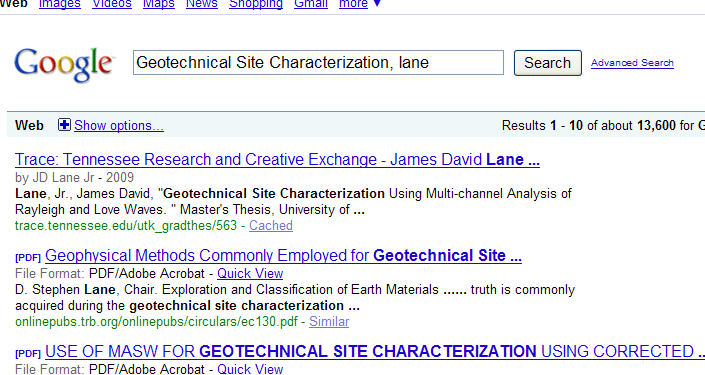 Web Images Videos Maps News Shopping Gmail more ▼
Google Geotechnical Site Characterization, lane Search Advanced Search
Web Show options... Results 1 - 10 of about 13,600 for G
Trace: Tennessee Research and Creative Exchange - James David Lane ...
by JD Lane Jr - 2009
Lane, Jr., James David, "Geotechnical Site Characterization Using Multi-channel Analysis of
Rayleigh and Love Waves. " Master's Thesis, University of ...
trace.tennessee.edu/utk_gradthes/563 - Cached
[PDF] Geophysical Methods Commonly Employed for Geotechnical Site ...
File Format: PDF/Adobe Acrobat - Quick View
D. Stephen Lane, Chair. Exploration and Classification of Earth Materials ...... truth is commonly
acquired during the geotechnical site characterization ...
onlinepubs.trb.org/onlinepubs/circulars/ec130.pdf - Similar
[PDF] USE OF MASW FOR GEOTECHNICAL SITE CHARACTERIZATION USING CORRECTED ..
File Format: PDF/Adobe Acrobat - Quick View